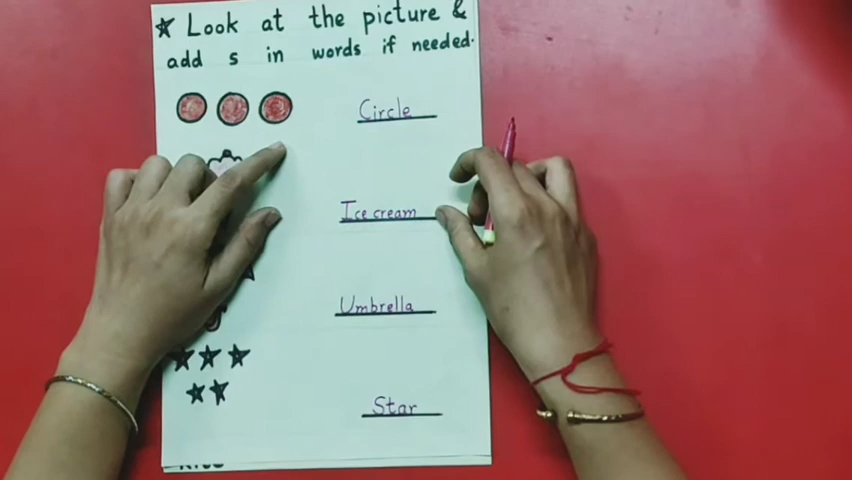 Look at the picture &
add s in words if needed.
Circle
Ice cream
Umbrella
Star